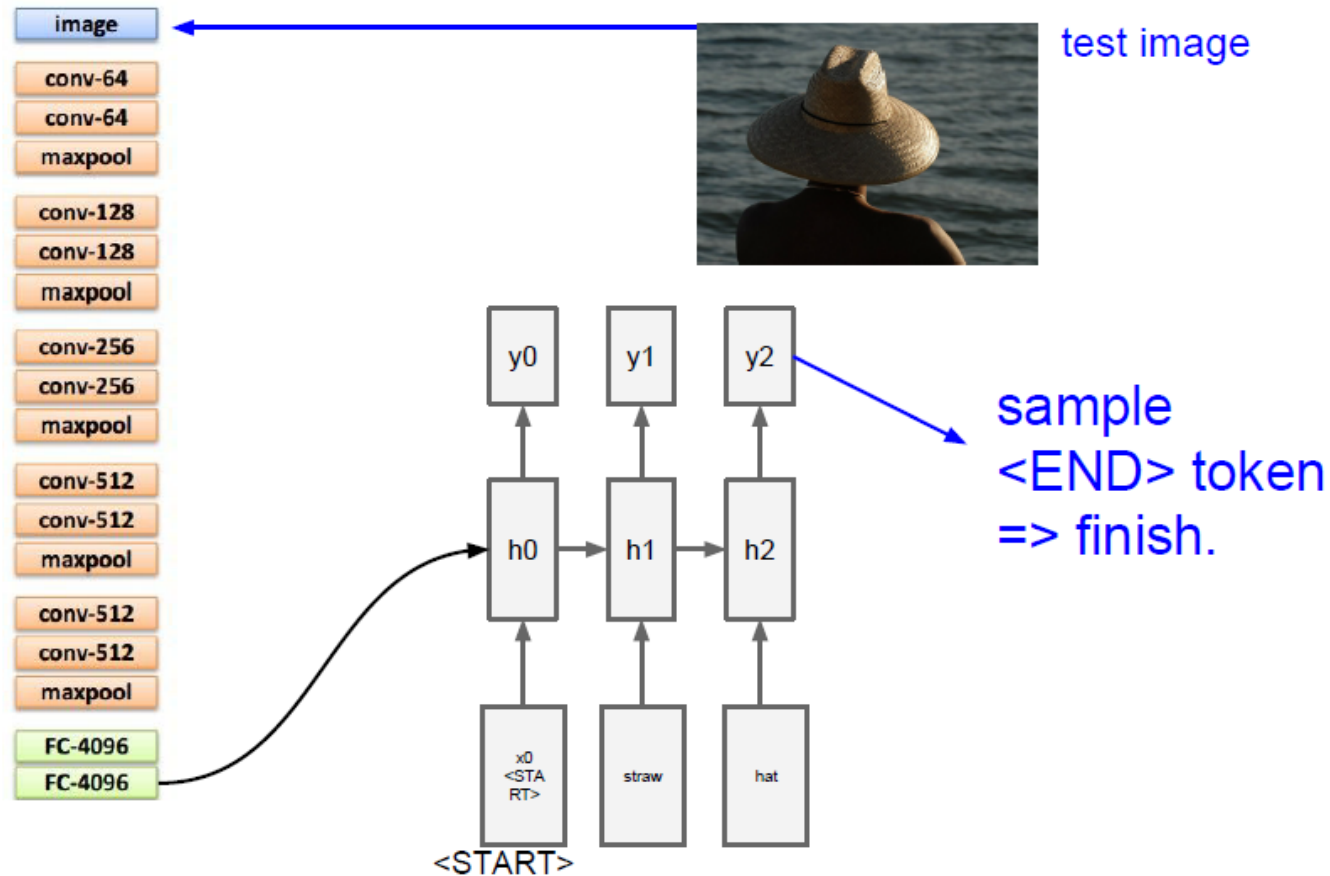 image
test image
conv-64
conv-64
maxpool
conv-128
conv-128
maxpool
conv-256
conv-256
maxpool
conv-512
conv-512
maxpool
conv-512
conv-512
maxpool
FC-4096
FC-4096
y0
y1
y2
h0
h1
h2
x0
<STA
RT>
straw
hat
<START>
sample
<END> token
=> finish.